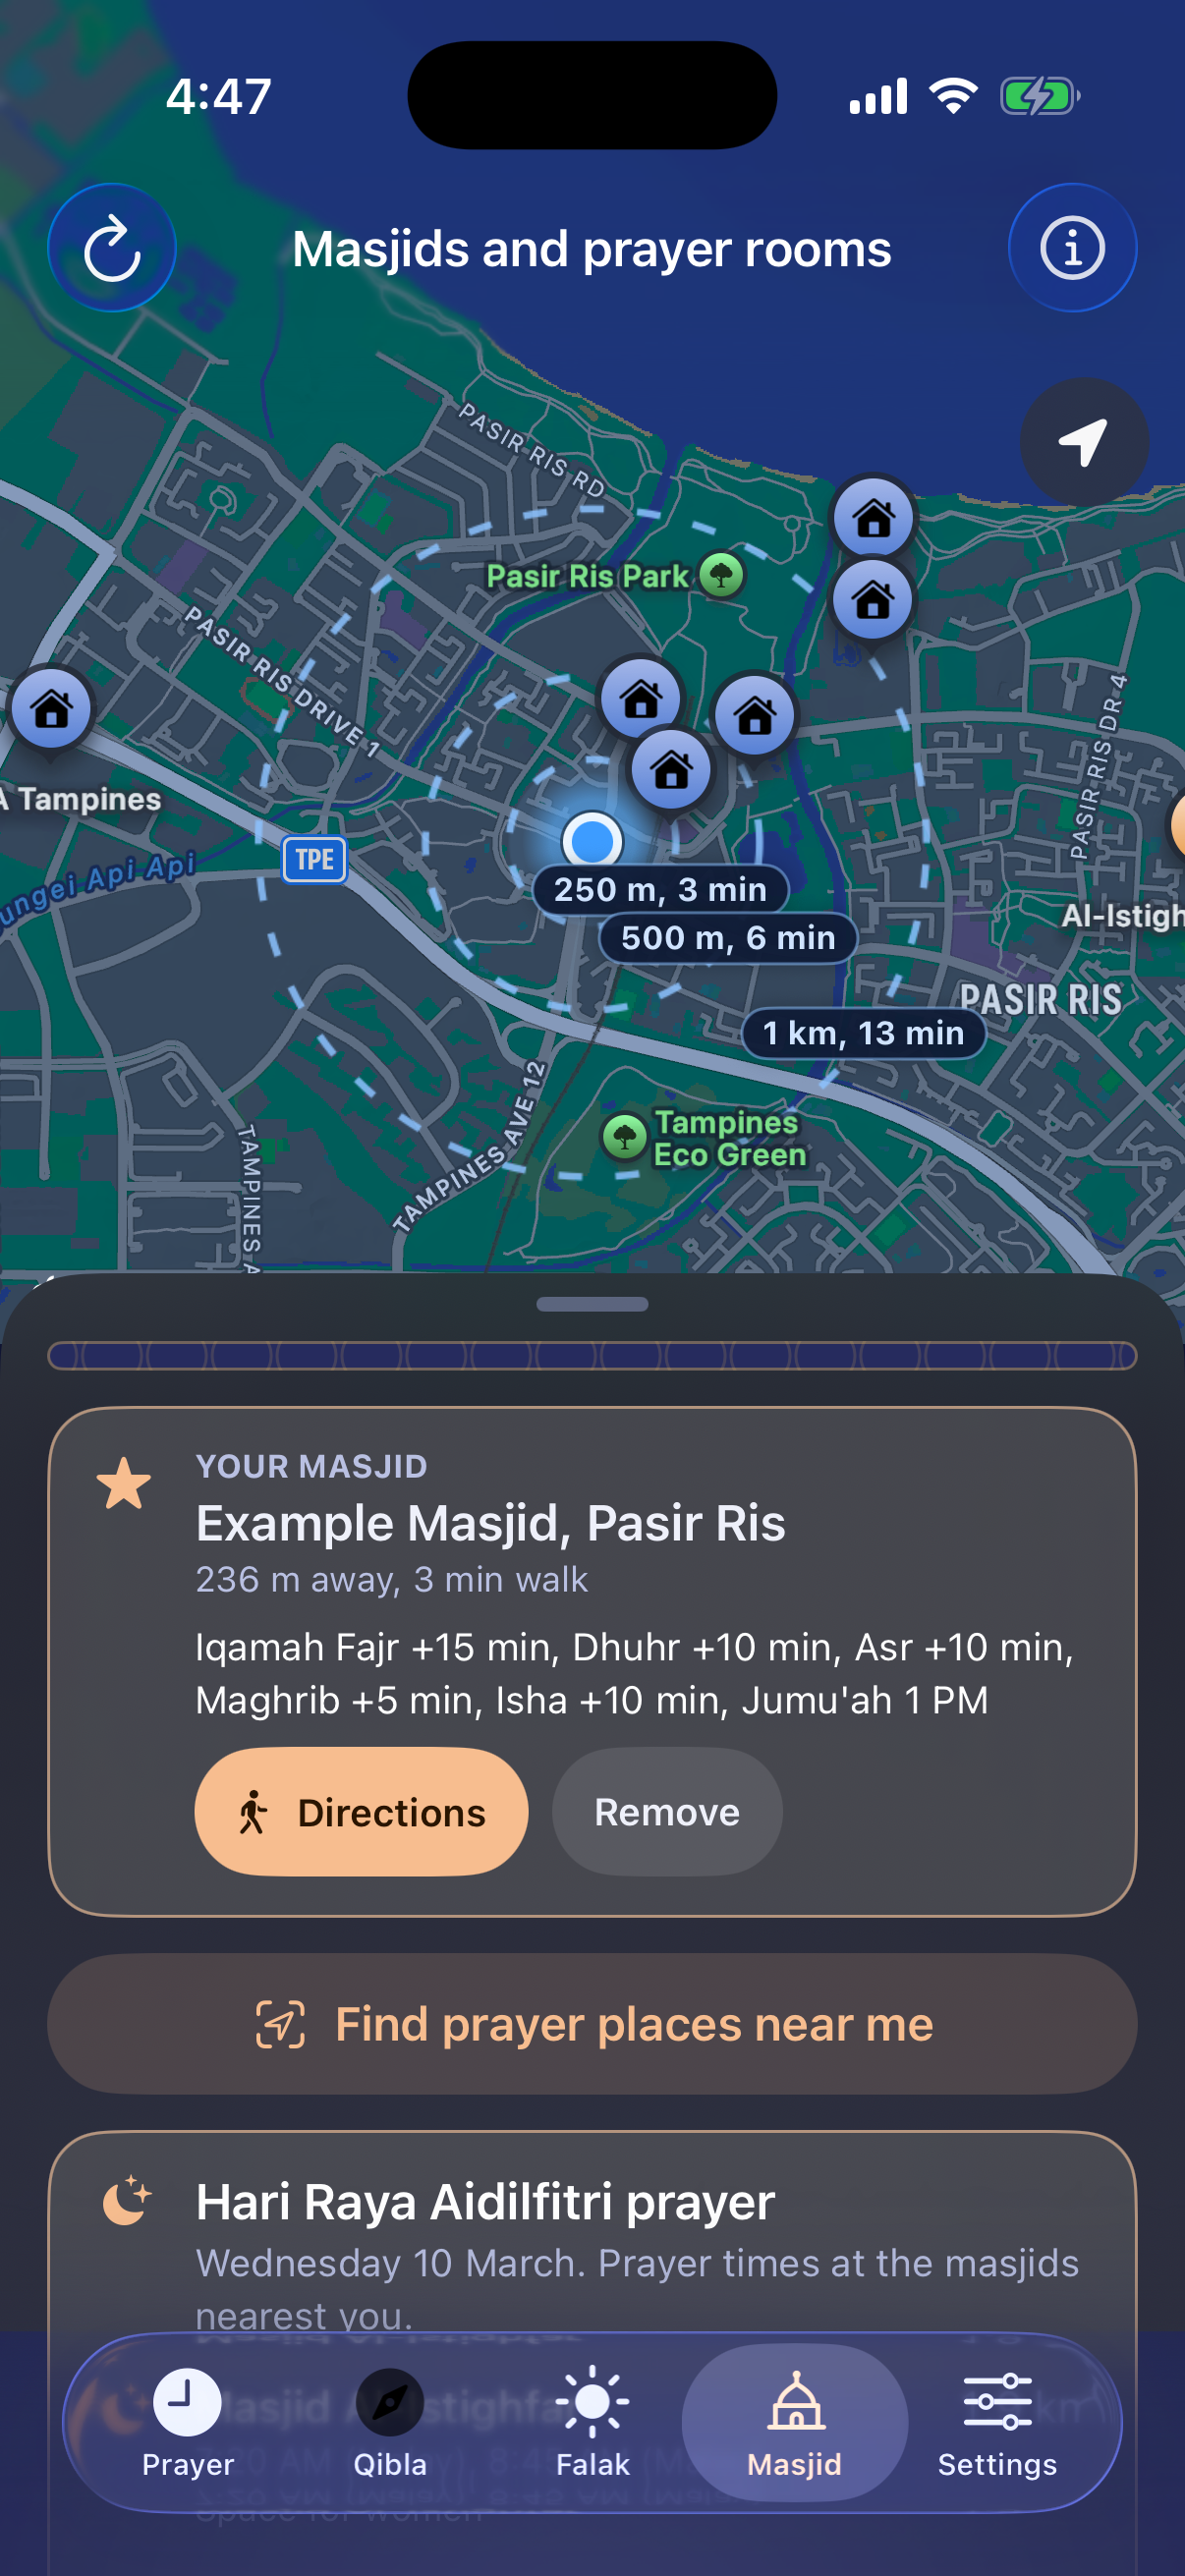 4:47
Masjids and prayer rooms
PASIR RIS RD
Pasir Ris Park
PASIR RIS DRIVE 1
PASIR RIS DR 4
A Tampines
TPE
ungei Api Api
250 m, 3 min
500 m, 6 min
Al-Istigh
PASIR RIS
1 km, 13 min
TAMPINES AVE 12
Tampines
Eco Green
TAMPINES A
YOUR MASJID
Example Masjid, Pasir Ris
236 m away, 3 min walk
Iqamah Fajr +15 min, Dhuhr +10 min, Asr +10 min,
Maghrib +5 min, Isha +10 min, Jumu'ah 1 PM
Directions
Remove
Find prayer places near me
Hari Raya Aidilfitri prayer
Wednesday 10 March. Prayer times at the masjids
nearest you.
Prayer
Qibla
Falak
Masjid
Settings